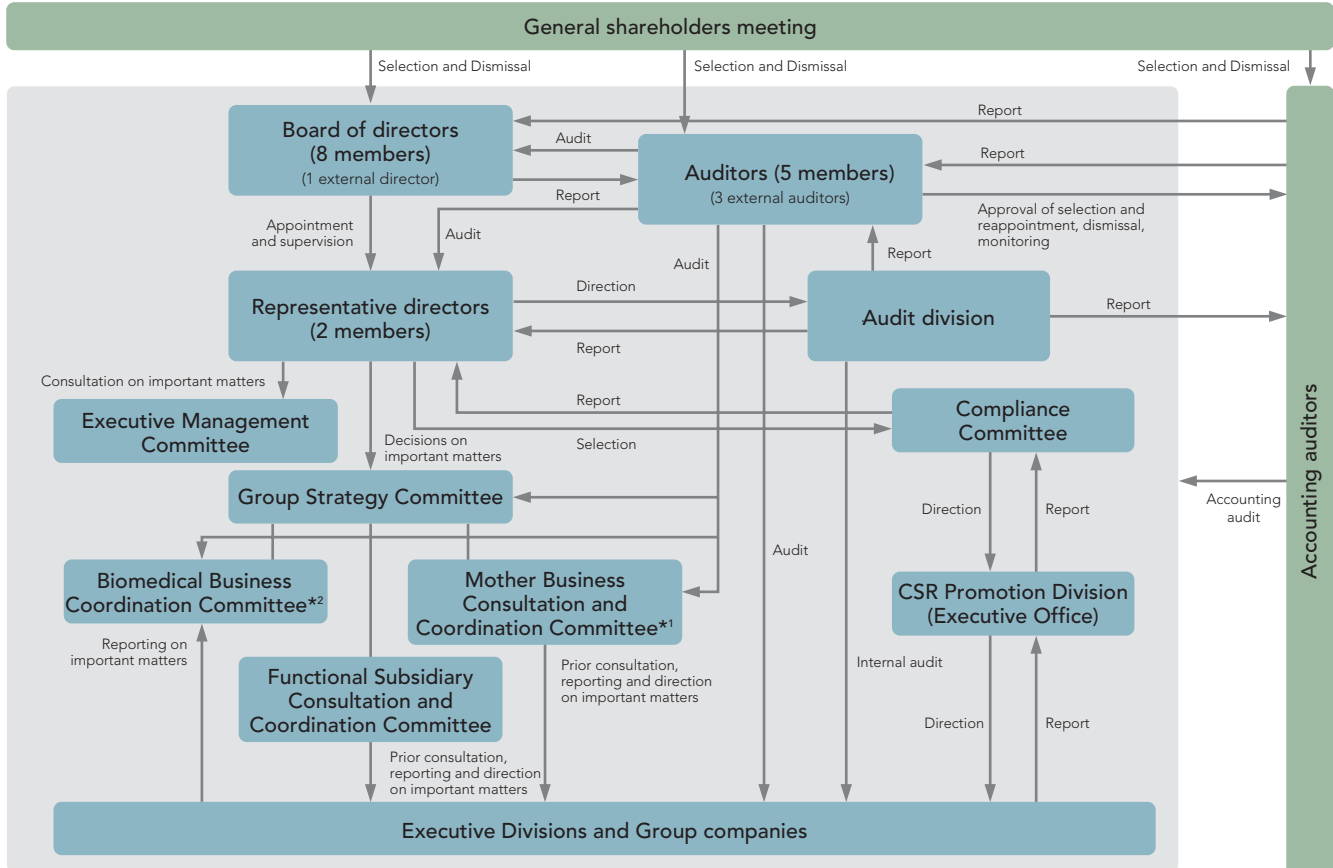 General shareholders meeting
Selection and Dismissal
Selection and Dismissal
Selection and Dismissal
Board of directors
(8 members)
(1 external director)
Audit
Report
Auditors (5 members)
(3 external auditors)
Report
Report
Approval of selection and
reappointment, dismissal,
monitoring
Appointment
and supervision
Audit
Audit
Report
Representative directors
(2 members)
Direction
Report
Audit division
Report
Consultation on important matters
Executive Management
Committee
Decisions on
important matters
Report
Selection
Compliance
Committee
Group Strategy Committee
Direction
Report
Accounting
audit
Accounting auditors
Biomedical Business
Coordination Committee*2
Mother Business
Consultation and
Coordination Committee*1
Audit
CSR Promotion Division
(Executive Office)
Reporting on
important matters
Functional Subsidiary
Consultation and
Coordination Committee
Prior consultation,
reporting and direction
on important matters
Internal audit
Direction
Report
Prior consultation,
reporting and direction
on important matters
Executive Divisions and Group companies